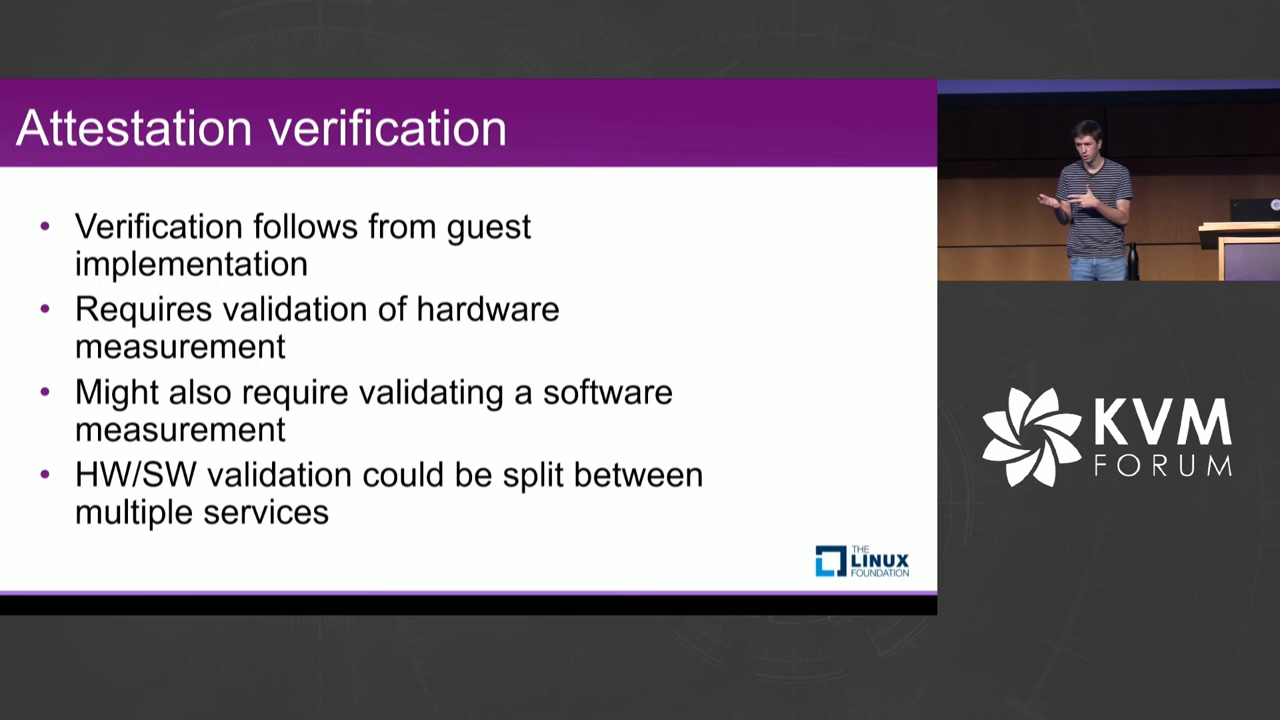 Attestation verification
• Verification follows from guest
implementation
• Requires validation of hardware
measurement
• Might also require validating a software
measurement
• HW/SW validation could be split between
multiple services
THE
LINUX
FOUNDATION
KVM
FORUM